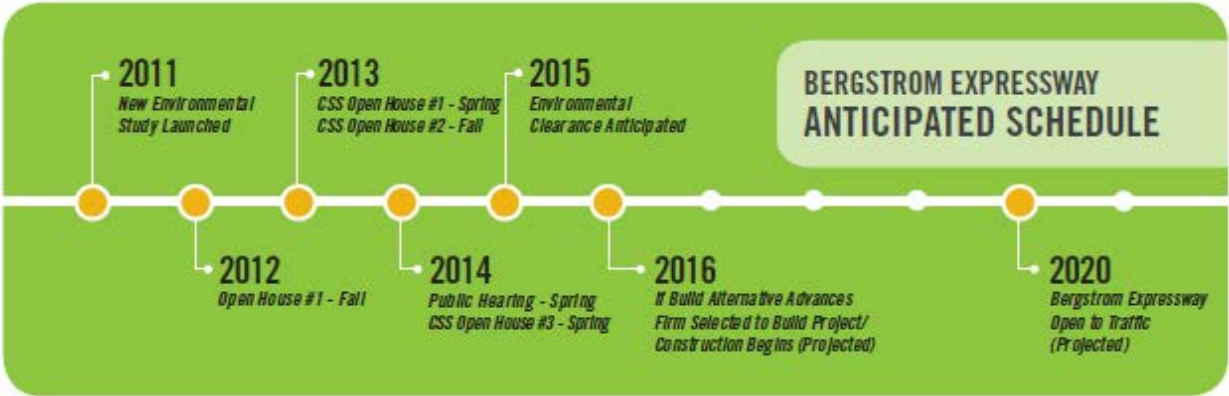 BERGSTROM EXPRESSWAY
ANTICIPATED SCHEDULE
2011
New Environmental
Study Launched
2012
Open House #1 - Fall
2013
CSS Open House #1 - Spring
CSS Open House #2 - Fall
2014
Public Hearing - Spring
CSS Open House #3 - Spring
2015
Environmental
Clearance Anticipated
2016
If Build Alternative Advances
Firm Selected to Build Project/
Construction Begins (Projected)
2020
Bergstrom Expressway
Open to Traffic
(Projected)